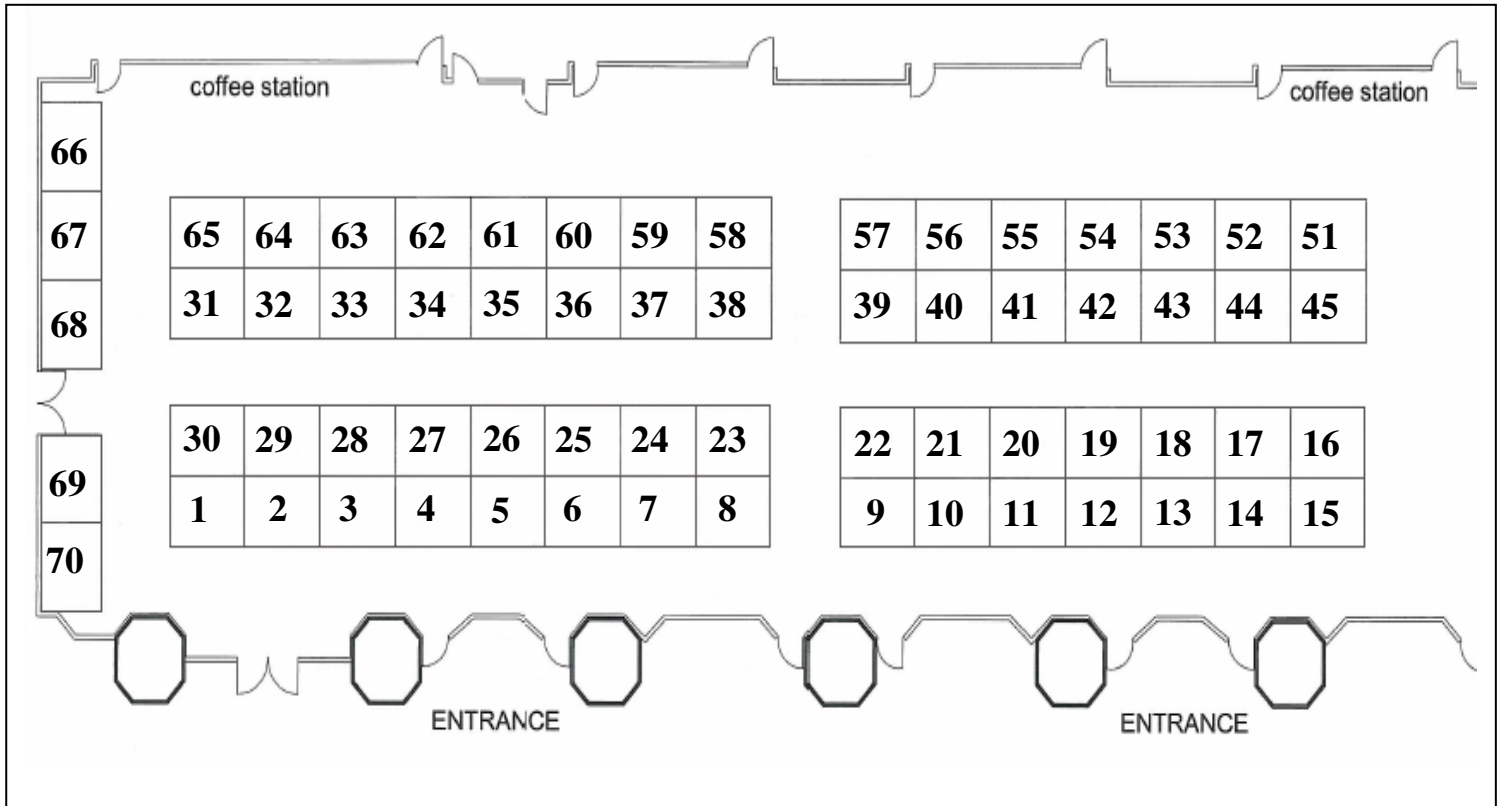 coffee station coffee station
66
67
68
69
70
65 64 63 62 61 60 59 58 57 56 55 54 53 52 51
31 32 33 34 35 36 37 38 39 40 41 42 43 44 45
30 29 28 27 26 25 24 23 22 21 20 19 18 17 16
1 2 3 4 5 6 7 8 9 10 11 12 13 14 15
ENTRANCE ENTRANCE